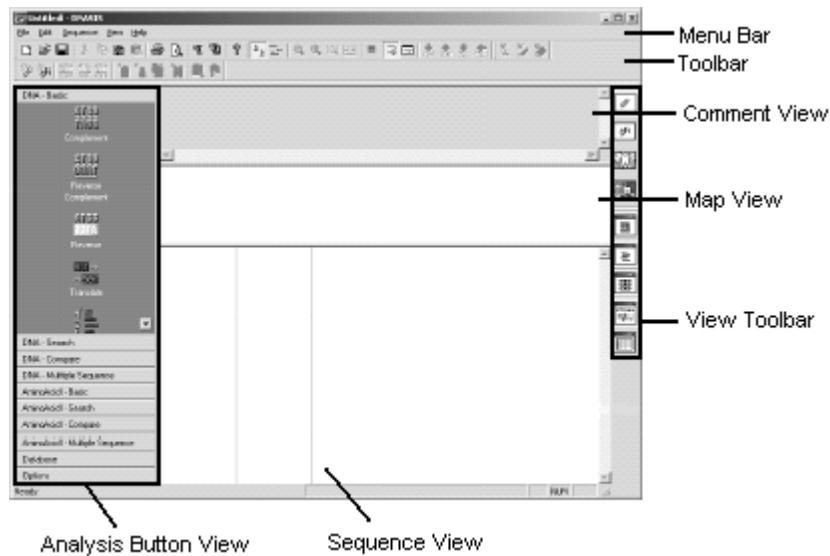 Untitled - DNASIS
File Edit Sequence View Help
Menu Bar
Toolbar
DNA - Basic
Complement
Comment View
Reverse
Complement
Map View
Reverse
Translate
View Toolbar
DNA - Search
DNA - Compare
DNA - Multiple Sequence
AminoAcid - Basic
AminoAcid - Search
AminoAcid - Compare
AminoAcid - Multiple Sequence
Database
Options
Ready
NUM
Analysis Button View
Sequence View